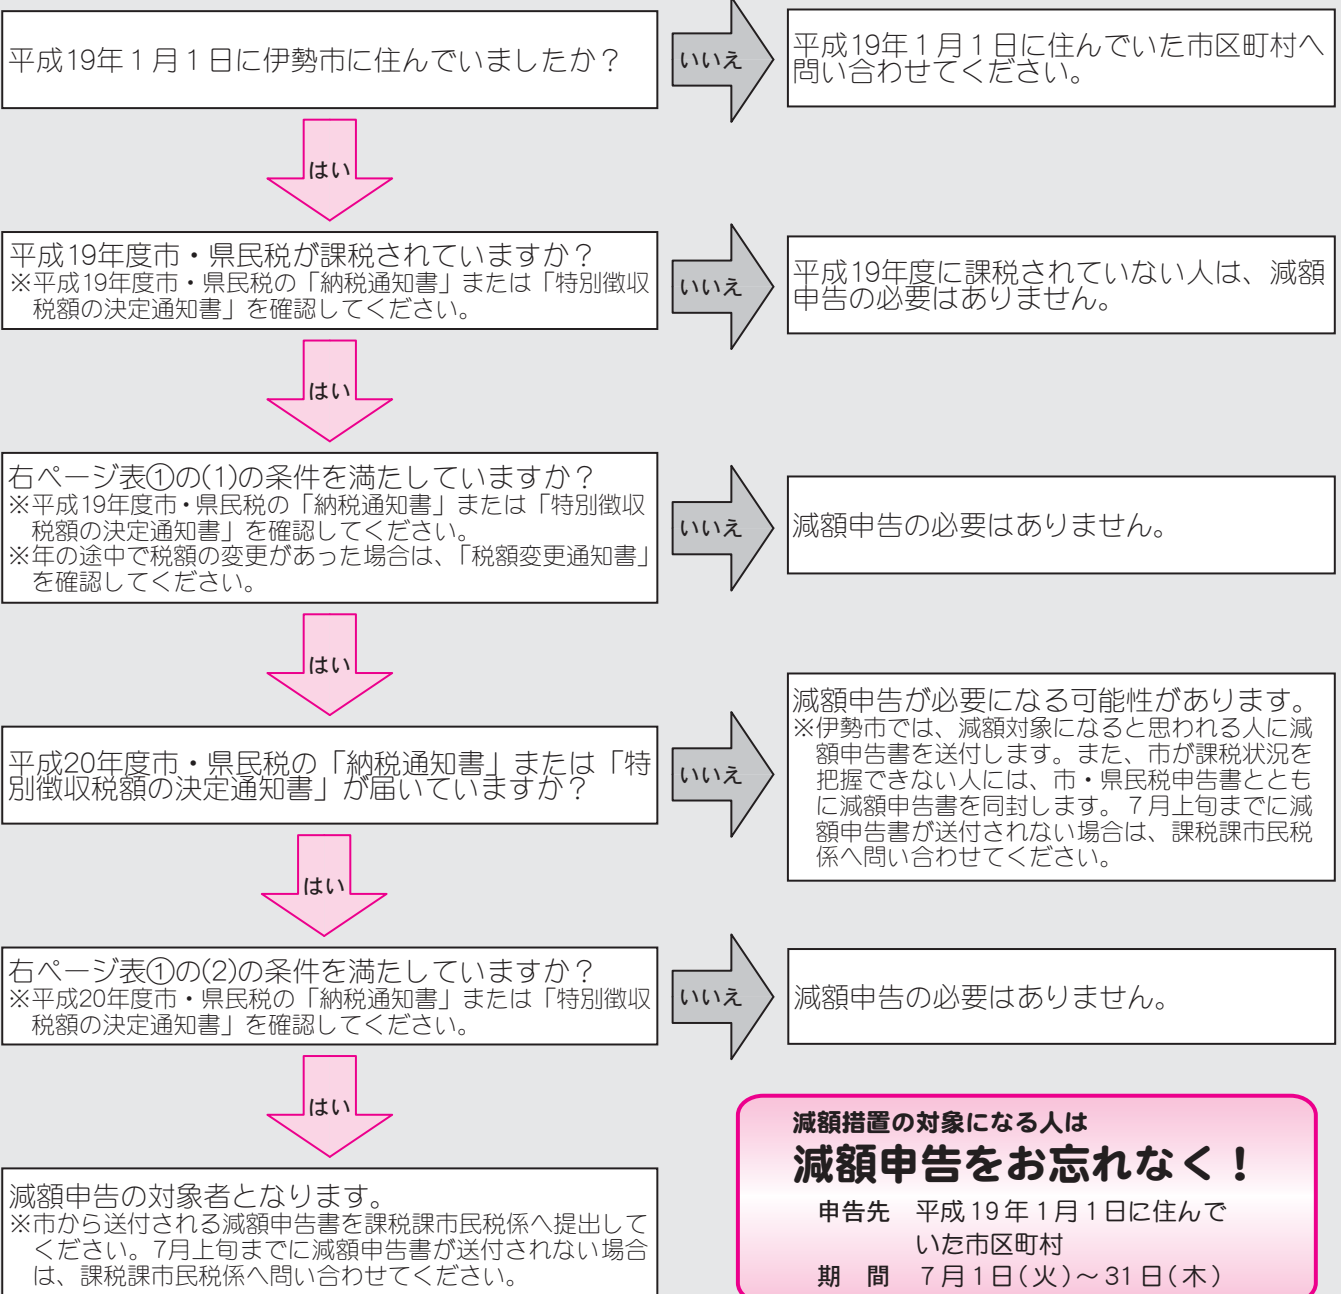 平成19年1月1日に伊勢市に住んでいましたか？
いいえ
平成19年1月1日に住んでいた市区町村へ
問い合わせてください。
はい
平成19年度市・県民税が課税されていますか？
※平成19年度市・県民税の「納税通知書」または「特別徴収
税額の決定通知書」を確認してください。
いいえ
平成19年度に課税されていない人は、減額
申告の必要はありません。
はい
右ページ表①の(1)の条件を満たしていますか？
※平成19年度市・県民税の「納税通知書」または「特別徴収
税額の決定通知書」を確認してください。
※年の途中で税額の変更があった場合は、「税額変更通知書」
を確認してください。
いいえ
減額申告の必要はありません。
はい
平成20年度市・県民税の「納税通知書」または「特
別徴収税額の決定通知書」が届いていますか？
いいえ
減額申告が必要になる可能性があります。
※伊勢市では、減額対象になると思われる人に減
額申告書を送付します。また、市が課税状況を
把握できない人には、市・県民税申告書ととも
に減額申告書を同封します。7月上旬までに減
額申告書が送付されない場合は、課税課市民税
係へ問い合わせてください。
はい
右ページ表①の(2)の条件を満たしていますか？
※平成20年度市・県民税の「納税通知書」または「特別徴収
税額の決定通知書」を確認してください。
いいえ
減額申告の必要はありません。
はい
減額申告の対象者となります。
※市から送付される減額申告書を課税課市民税係へ提出して
ください。7月上旬までに減額申告書が送付されない場合
は、課税課市民税係へ問い合わせてください。
減額措置の対象になる人は
減額申告をお忘れなく！
申告先　平成19年1月1日に住んで
いた市区町村
期　間　7月1日(火)～31日(木)